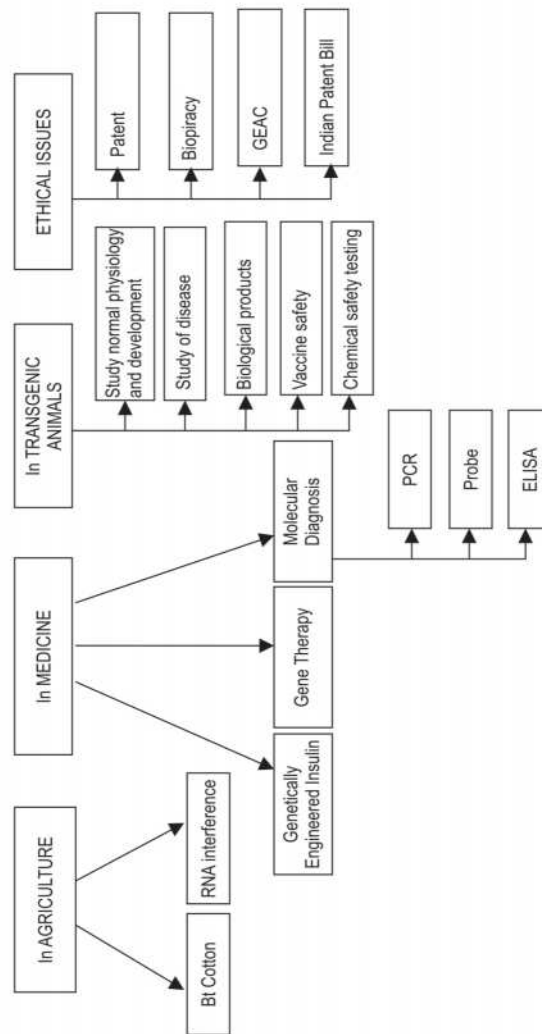 In AGRICULTURE
Bt Cotton
RNA interference
In MEDICINE
Genetically
Engineered Insulin
Gene Therapy
Molecular
Diagnosis
PCR
Probe
ELISA
In TRANSGENIC
ANIMALS
Study normal physiology
and development
Study of disease
Biological products
Vaccine safety
Chemical safety testing
ETHICAL ISSUES
Patent
Biopiracy
GEAC
Indian Patent Bill